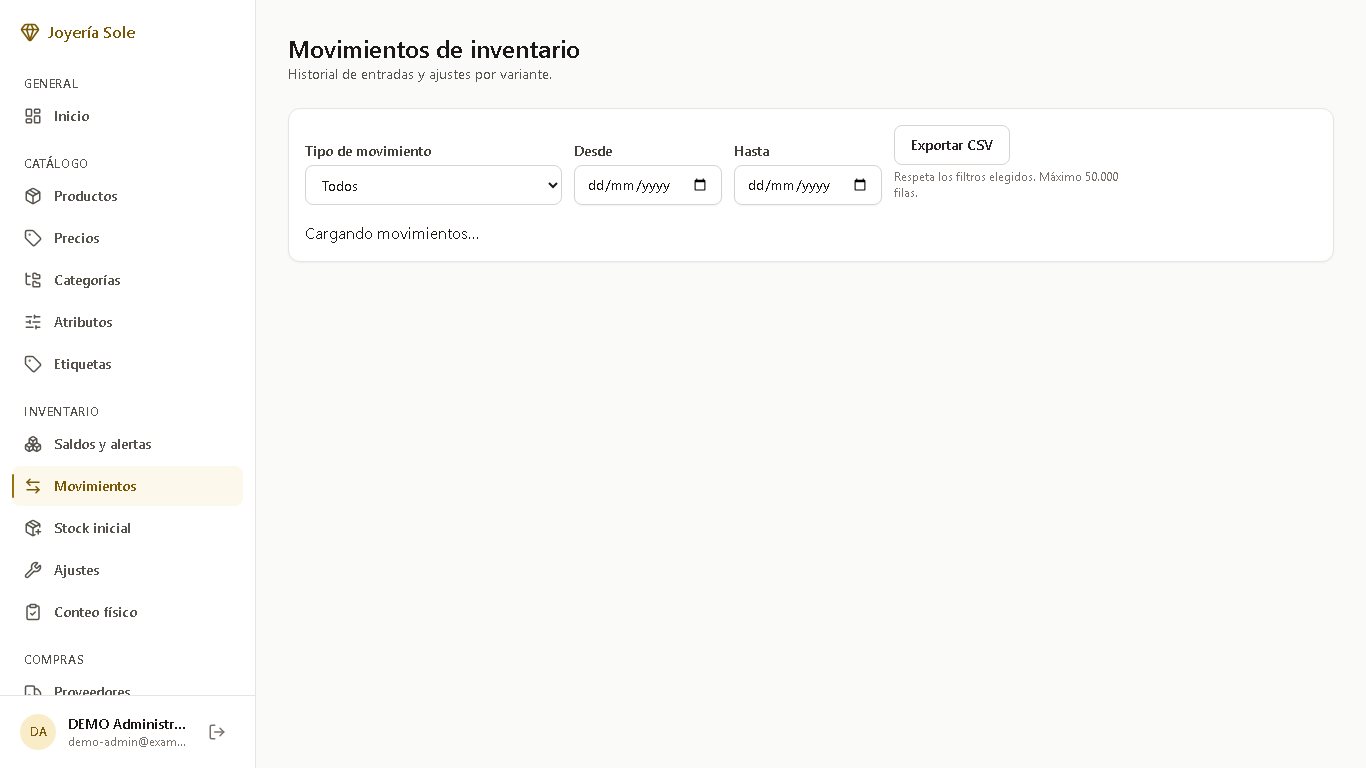 Joyería Sole
GENERAL
Inicio
CATÁLOGO
Productos
Precios
Categorías
Atributos
Etiquetas
INVENTARIO
Saldos y alertas
Movimientos
Stock inicial
Ajustes
Conteo físico
COMPRAS
Proveedores
DA
DEMO Administr...
demo-admin@exam...
Movimientos de inventario
Historial de entradas y ajustes por variante.
Tipo de movimiento
Todos
Desde
dd/mm/yyyy
Hasta
dd/mm/yyyy
Exportar CSV
Respeta los filtros elegidos. Máximo 50.000
filas.
Cargando movimientos...